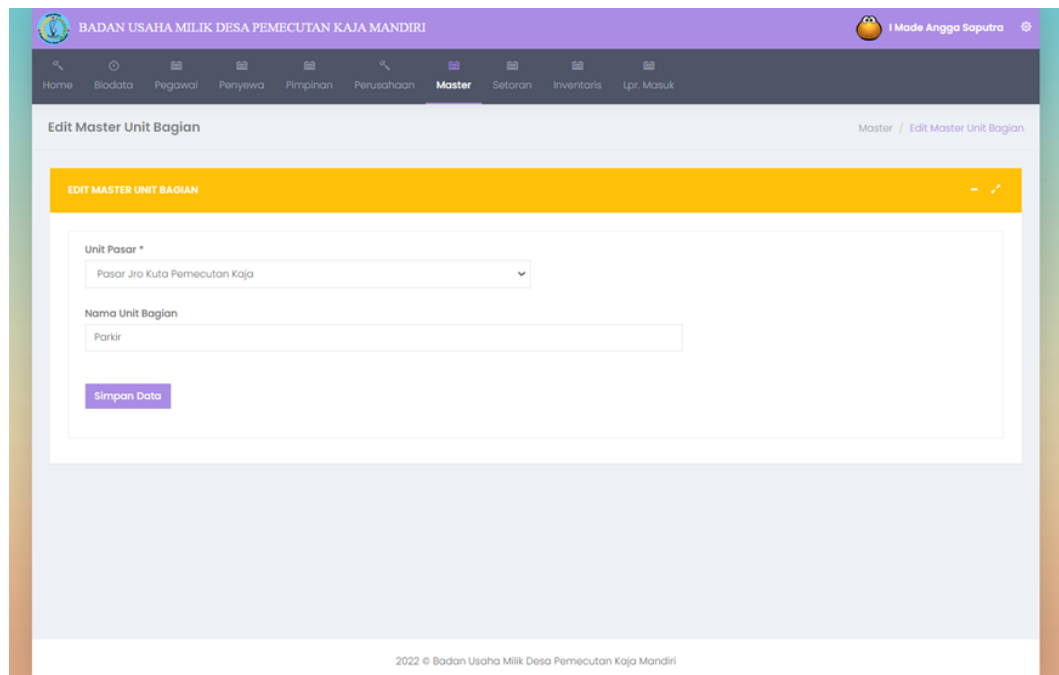 BADAN USAHA MILIK DESA PEMECUTAN KAJA MANDIRI
I Made Angga Saputra
Home Biodata Pegawai Penyewa Pimpinan Perusahaan Master Setoran Inventaris Lpr. Masuk
Edit Master Unit Bagian
Master / Edit Master Unit Bagian
EDIT MASTER UNIT BAGIAN
Unit Pasar *
Pasar Jro Kuta Pemecutan Kaja
Nama Unit Bagian
Parkir
Simpan Data
2022 © Badan Usaha Milik Desa Pemecutan Kaja Mandiri